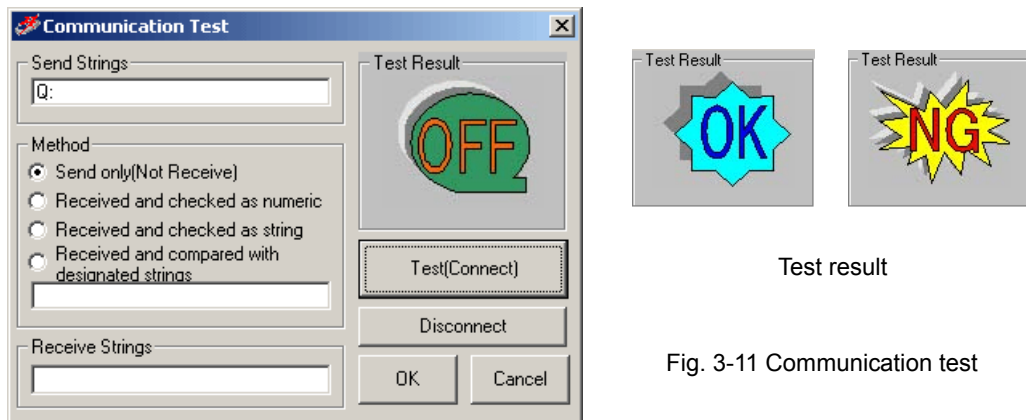 Communication Test
Send Strings
Q:
Method
Send only(Not Receive)
Received and checked as numeric
Received and checked as string
Received and compared with
designated strings
Receive Strings
Test Result
OFF
Test(Connect)
Disconnect
OK
Cancel
Test Result
OK
Test Result
NG
Test result
Fig. 3-11 Communication test